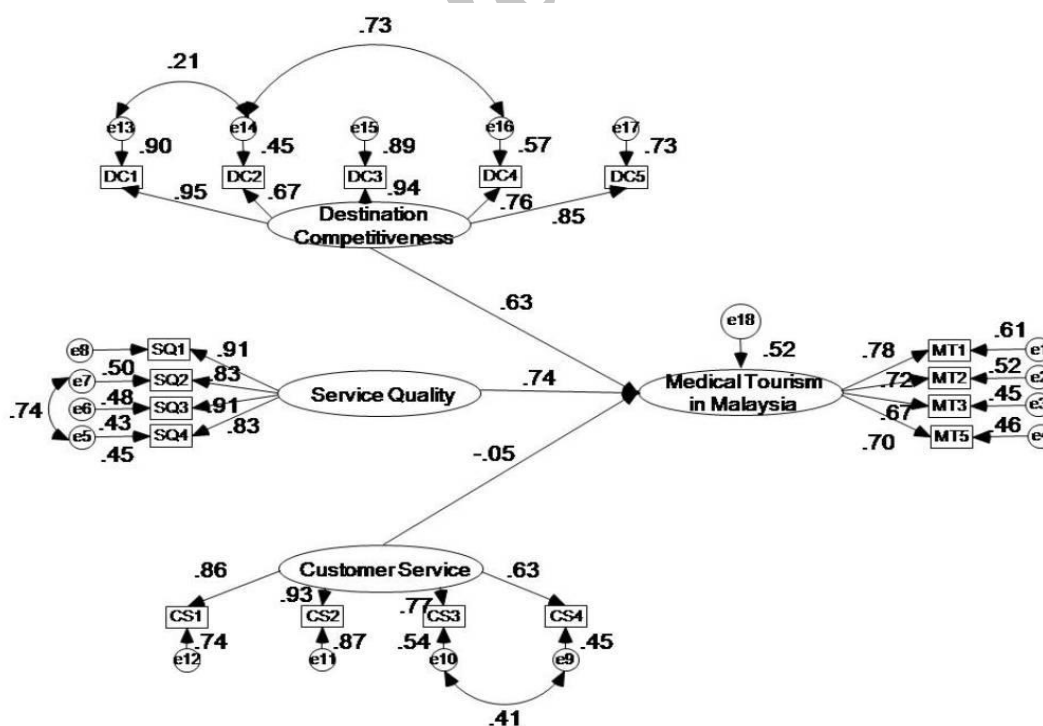 .73
.21
e13 e14 e15 e16 e17
.90 .45 .89 .57 .73
DC1 DC2 DC3 DC4 DC5
.95 .67 .94 .76 .85
Destination
Competitiveness
.63
e18
.52
e8 SQ1 .91
e7 .50 SQ2 .83
.74 e6 .48 SQ3 .91
e5 .43 SQ4 .83
.45
Service Quality
.74
Medical Tourism
in Malaysia
.78 MT1 .61
.72 MT2 .52 e2
.67 MT3 .45 e3
.70 MT5 .46
-.05
Customer Service
.86 .93 .77 .63
CS1 CS2 CS3 CS4
.74 .87 .54 .45
e12 e11 e10 e9
.41